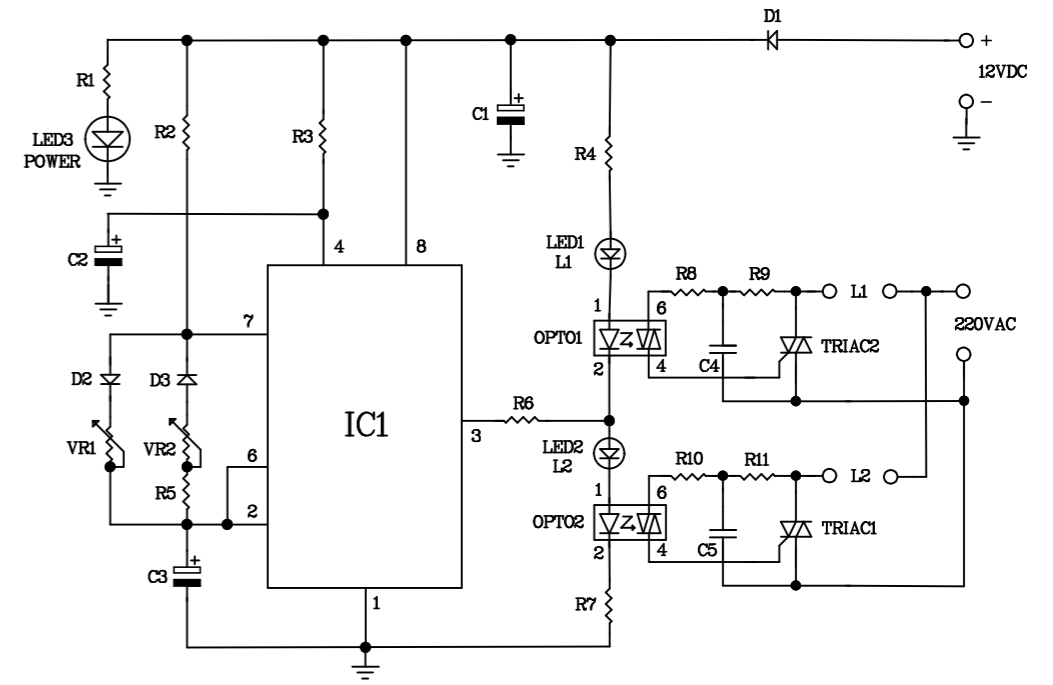 D1
+
12VDC
-
R1
LED3
POWER
R2
R3
C1
+
R4
C2
+
4
8
LED1
L1
R8
R9
L1
220VAC
1
6
OPTO1
2
4
C4
TRIAC2
7
D2
D3
VR1
VR2
R5
6
2
IC1
3
R6
LED2
L2
R10
R11
L2
1
6
OPTO2
2
4
C5
TRIAC1
C3
+
1
R7